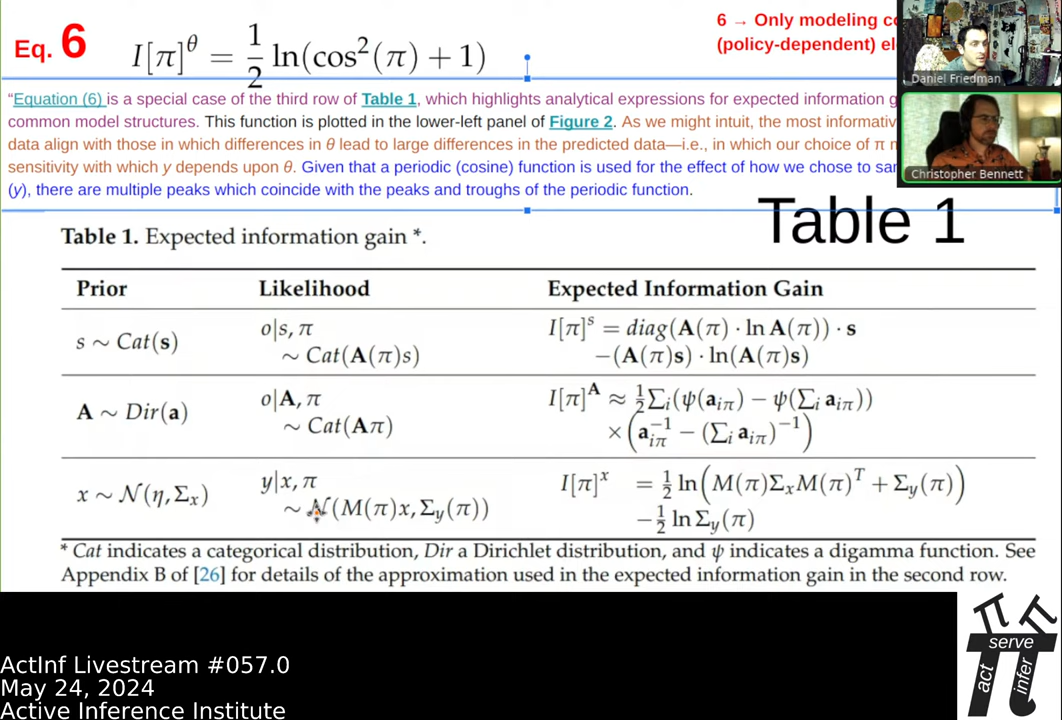 6 → Only modeling c
Eq. 6 I[π]^θ = 1/2 ln(cos²(π) + 1)
(policy-dependent) el
Daniel Friedman
“Equation (6) is a special case of the third row of Table 1, which highlights analytical expressions for expected information g
common model structures. This function is plotted in the lower-left panel of Figure 2. As we might intuit, the most informativ
data align with those in which differences in θ lead to large differences in the predicted data—i.e., in which our choice of π
sensitivity with which y depends upon θ. Given that a periodic (cosine) function is used for the effect of how we chose to sa
Christopher Bennett
(y), there are multiple peaks which coincide with the peaks and troughs of the periodic function.
Table 1
Table 1. Expected information gain *.
Prior Likelihood Expected Information Gain
s ∼ Cat(s) o|s, π ∼ Cat(A(π)s) I[π]^s = diag(A(π) · ln A(π)) · s
−(A(π)s) · ln(A(π)s)
A ∼ Dir(a) o|A, π ∼ Cat(Aπ) I[π]^A ≈ ½∑_i(ψ(a_iπ) − ψ(∑_i a_iπ))
×(a_iπ^−1 − (∑_i a_iπ)^−1)
x ∼ N(η, Σ_x) y|x, π ∼ N(M(π)x, Σ_y(π)) I[π]^x = ½ ln(M(π)Σ_xM(π)^T + Σ_y(π))
−½ ln Σ_y(π)
* Cat indicates a categorical distribution, Dir a Dirichlet distribution, and ψ indicates a digamma function. See
Appendix B of [26] for details of the approximation used in the expected information gain in the second row.
ActInf Livestream #057.0
May 24, 2024
Active Inference Institute
π π
serve
act infer